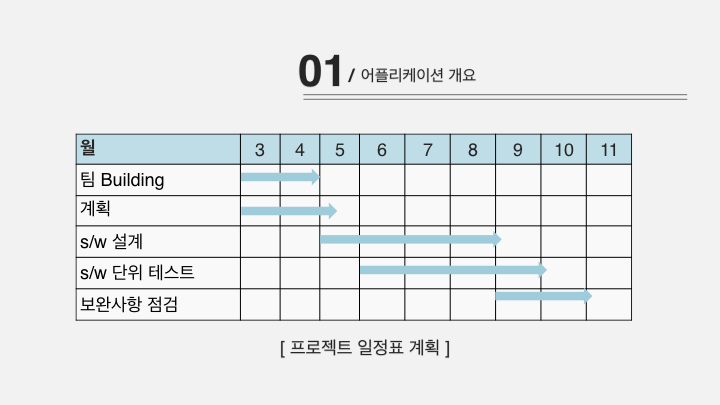 01 / 어플리케이션 개요
월 3 4 5 6 7 8 9 10 11
팀 Building
계획
s/w 설계
s/w 단위 테스트
보완사항 점검
[ 프로젝트 일정표 계획 ]